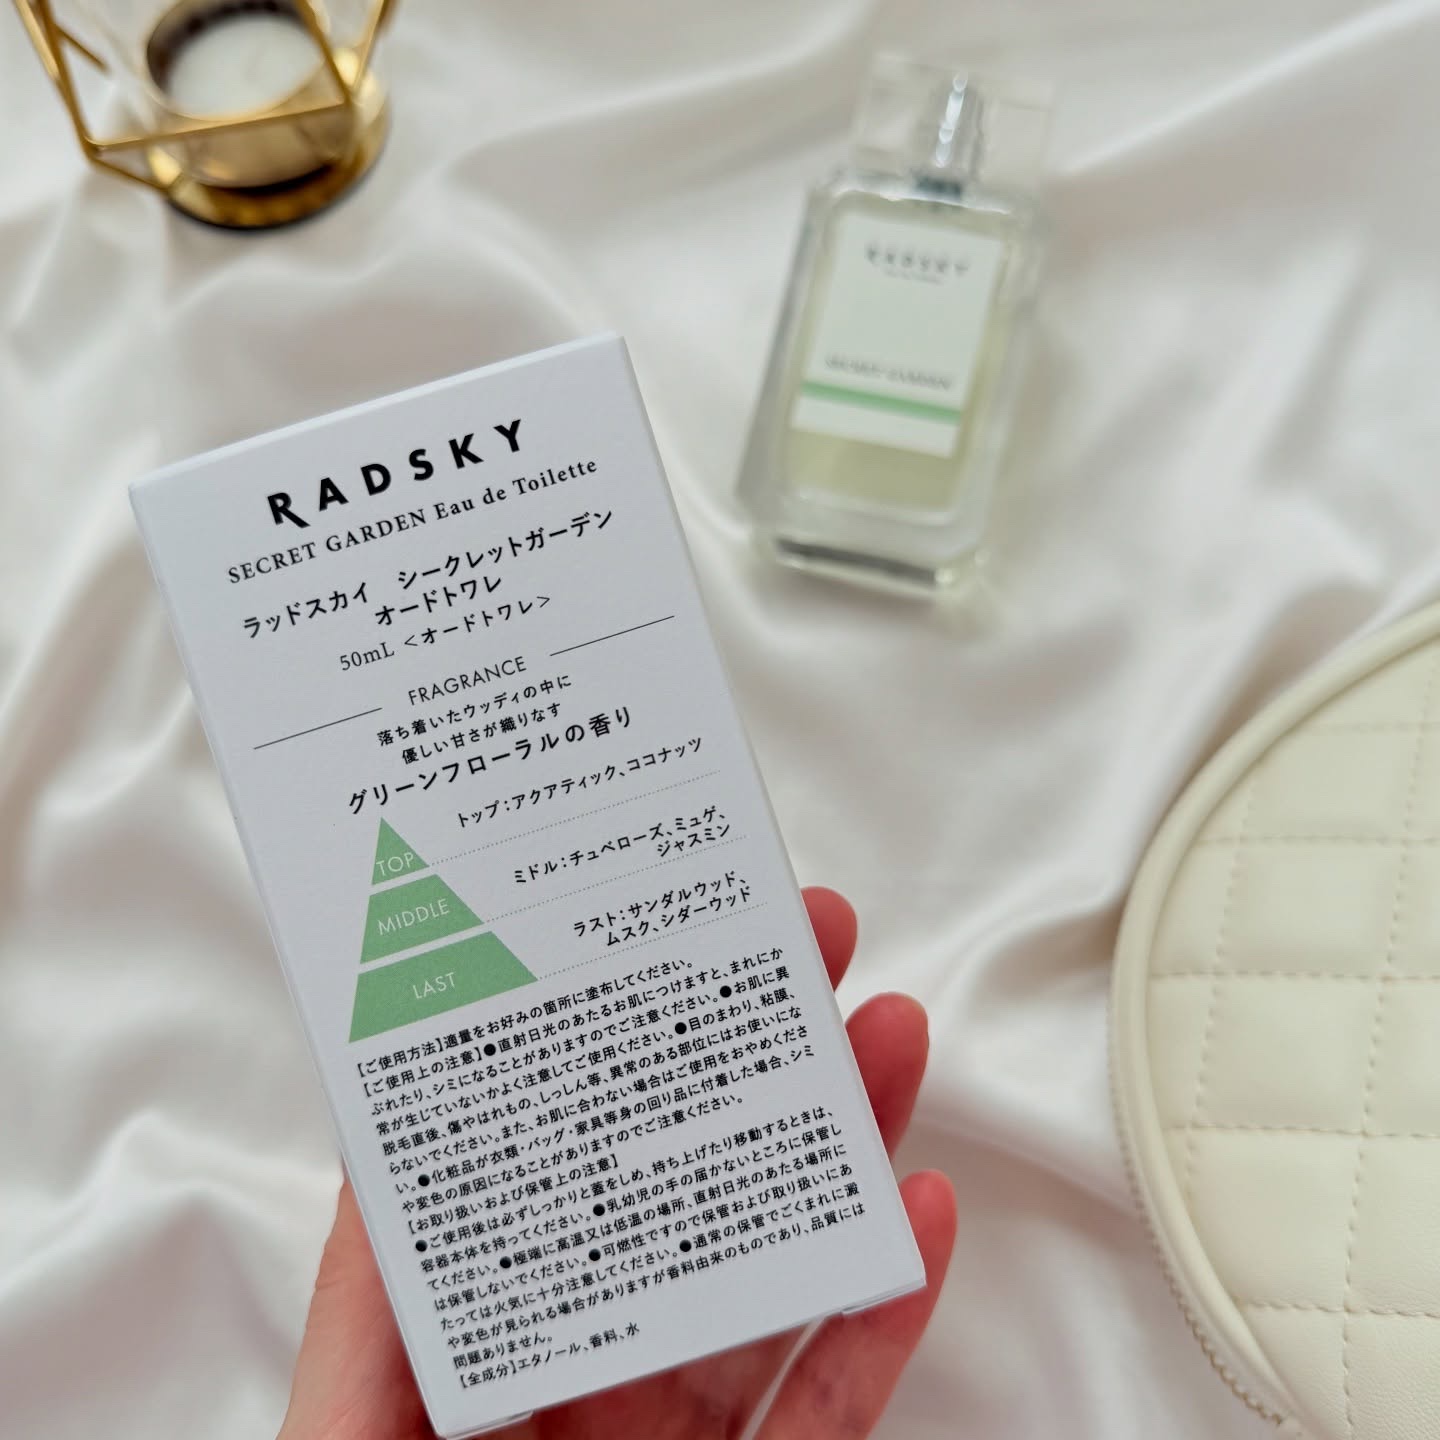 RADSKY
SECRET GARDEN Eau de Toilette
ラッドスカイ　シークレットガーデン
オードトワレ
50mL <オードトワレ>
FRAGRANCE
落ち着いたウッディの中に
優しい甘さが織りなす
グリーンフローラルの香り
トップ:アクアティック、ココナッツ
TOP
ミドル:チュベローズ、ミュゲ、
ジャスミン
MIDDLE
ラスト:サンダルウッド、
ムスク、シダーウッド
LAST
【ご使用方法】適量をお好みの箇所に塗布してください。
【ご使用上の注意】●直射日光のあたるお肌につけますと、まれにか
ぶれたり、シミになることがありますのでご注意ください。●お肌に異
常が生じていないかよく注意してご使用ください。●目のまわり、粘膜、
脱毛直後、傷やはれもの、しっしん等、異常のある部位にはお使いにな
らないでください。また、お肌に合わない場合はご使用をおやめくださ
い。●化粧品が衣類・バッグ・家具等身の回り品に付着した場合、シミ
や変色の原因になることがありますのでご注意ください。
【お取り扱いおよび保管上の注意】
●ご使用後は必ずしっかりと蓋をしめ、持ち上げたり移動するときは、
容器本体を持ってください。●乳幼児の手の届かないところに保管し
てください。●極端に高温又は低温の場所、直射日光のあたる場所に
は保管しないでください。●可燃性ですので保管および取り扱いにあ
たっては火気に十分注意してください。●通常の保管でごくまれに澱
や変色が見られる場合がありますが香料由来のものであり、品質には
問題ありません。
【全成分】エタノール、香料、水
RADSKY
SECRET GARDEN